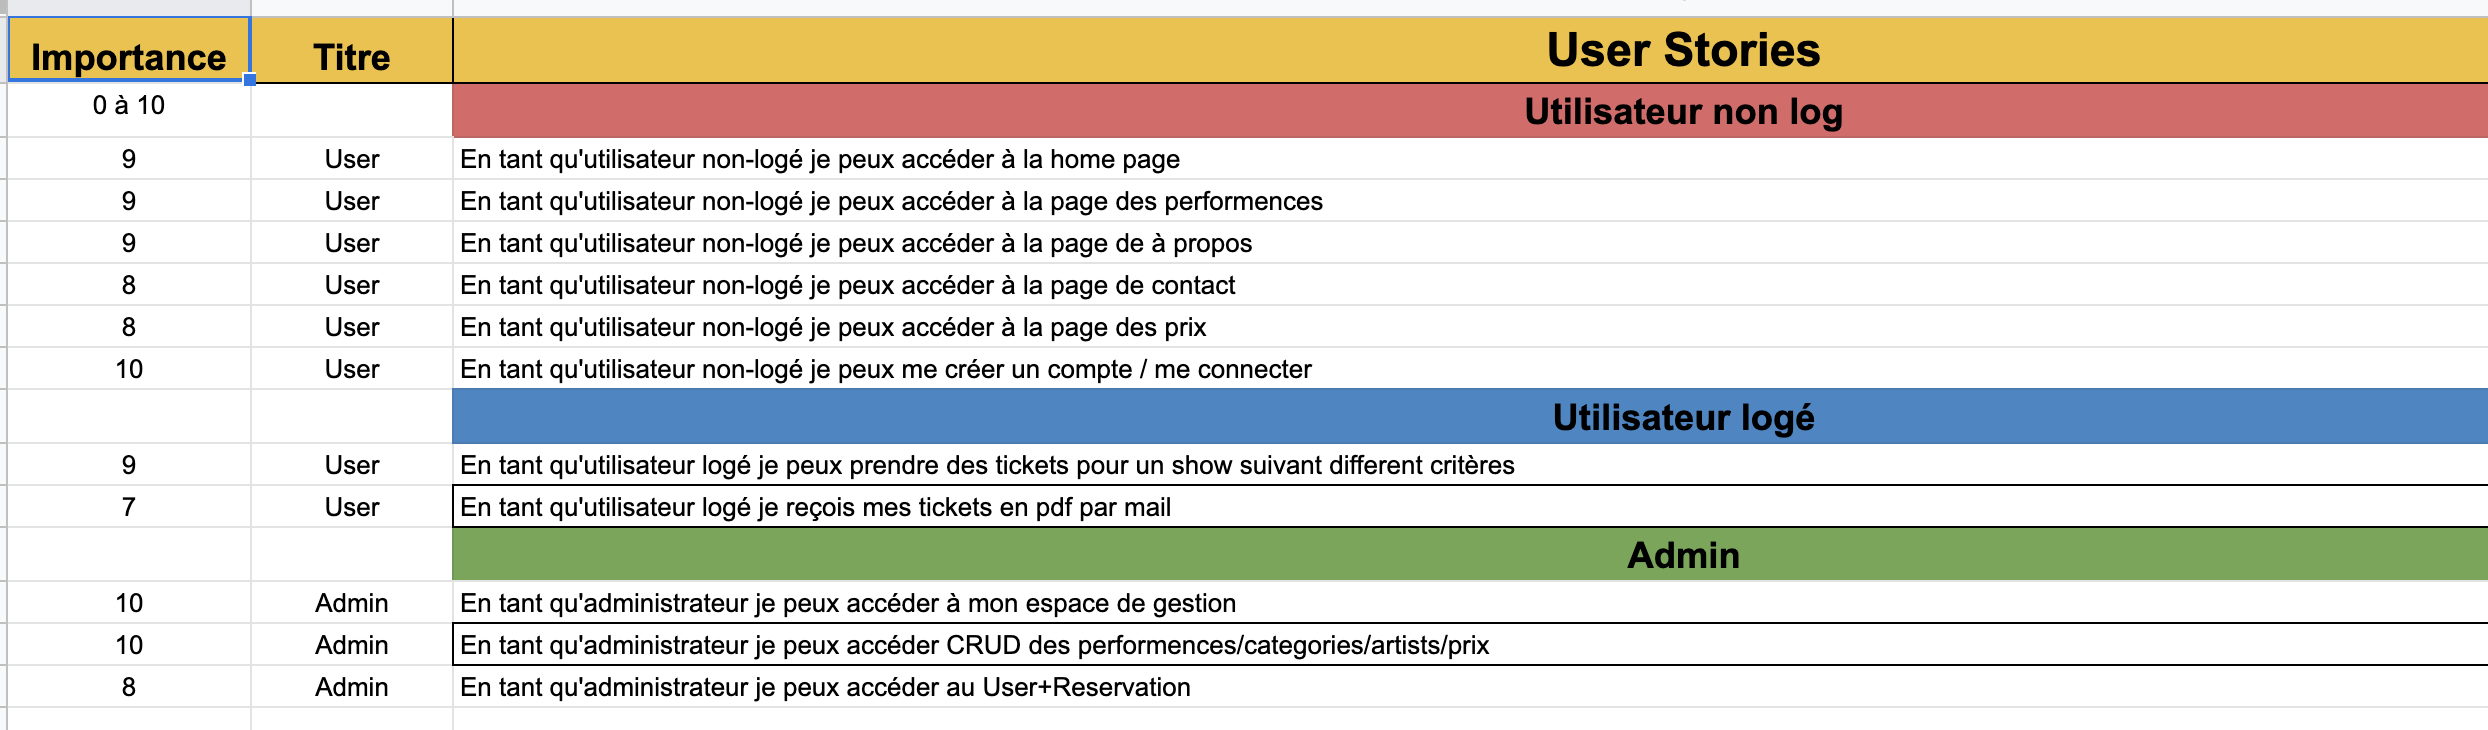 Importance Titre User Stories
0 à 10 Utilisateur non log
9 User En tant qu'utilisateur non-logé je peux accéder à la home page
9 User En tant qu'utilisateur non-logé je peux accéder à la page des performences
9 User En tant qu'utilisateur non-logé je peux accéder à la page de à propos
8 User En tant qu'utilisateur non-logé je peux accéder à la page de contact
8 User En tant qu'utilisateur non-logé je peux accéder à la page des prix
10 User En tant qu'utilisateur non-logé je peux me créer un compte / me connecter
Utilisateur logé
9 User En tant qu'utilisateur logé je peux prendre des tickets pour un show suivant different critères
7 User En tant qu'utilisateur logé je reçois mes tickets en pdf par mail
Admin
10 Admin En tant qu'administrateur je peux accéder à mon espace de gestion
10 Admin En tant qu'administrateur je peux accéder CRUD des performences/categories/artists/prix
8 Admin En tant qu'administrateur je peux accéder au User+Reservation